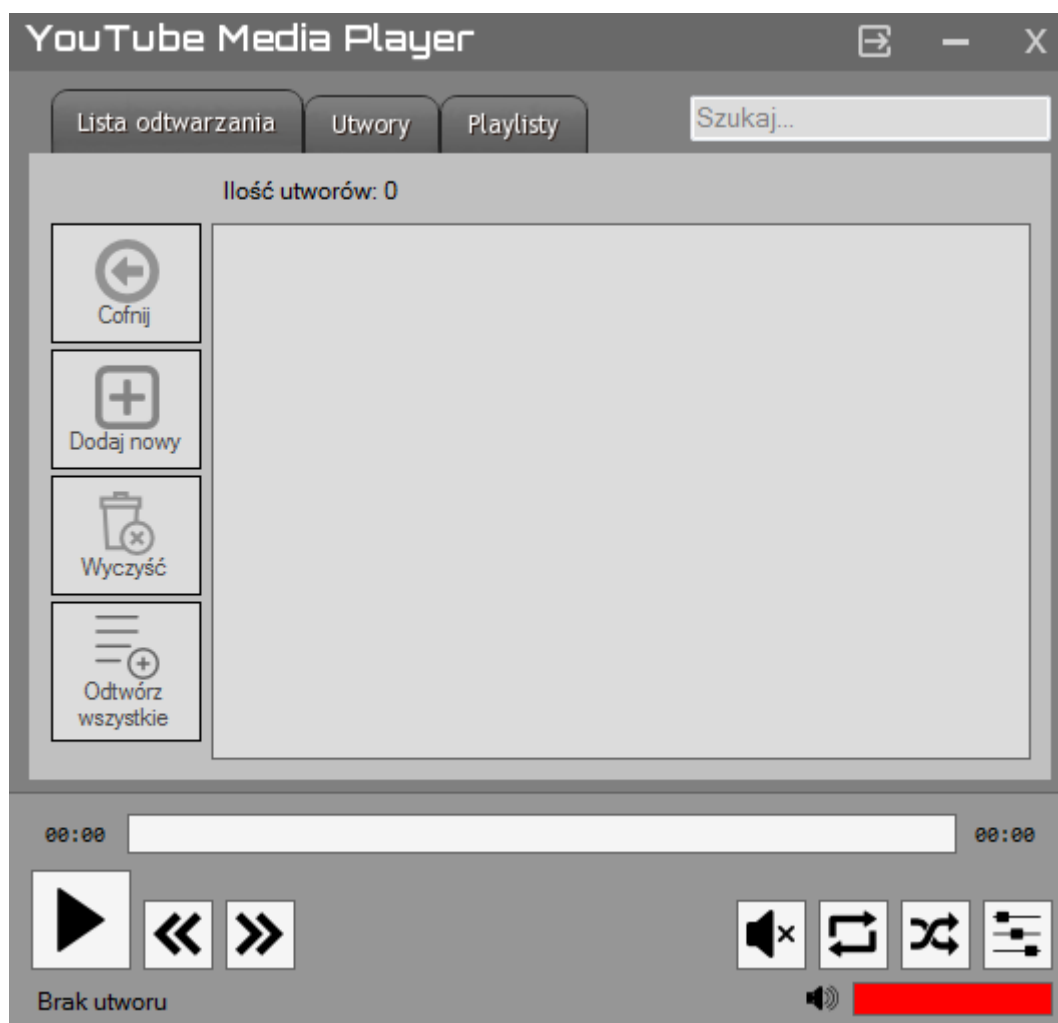 YouTube Media Player
X
Lista odtwarzania
Utwory
Playlisty
Szukaj...
Ilość utworów: 0
Cofnij
Dodaj nowy
Wyczyść
Odtwórz
wszystkie
00:00
00:00
Brak utworu